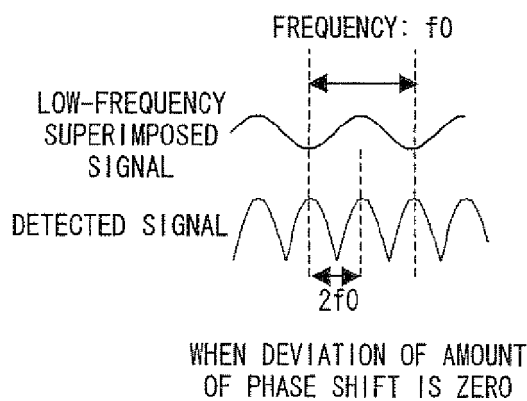 FREQUENCY: f0
LOW-FREQUENCY
SUPERIMPOSED
SIGNAL
DETECTED SIGNAL
2f0
WHEN DEVIATION OF AMOUNT
OF PHASE SHIFT IS ZERO